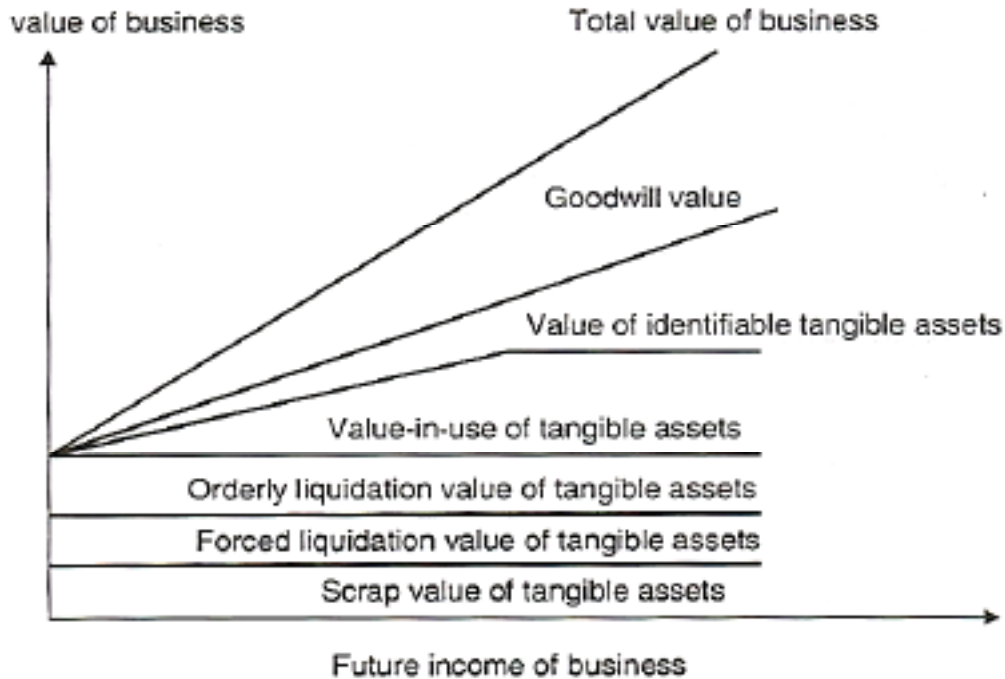 value of business
Total value of business
Goodwill value
Value of identifiable tangible assets
Value-in-use of tangible assets
Orderly liquidation value of tangible assets
Forced liquidation value of tangible assets
Scrap value of tangible assets
Future income of business